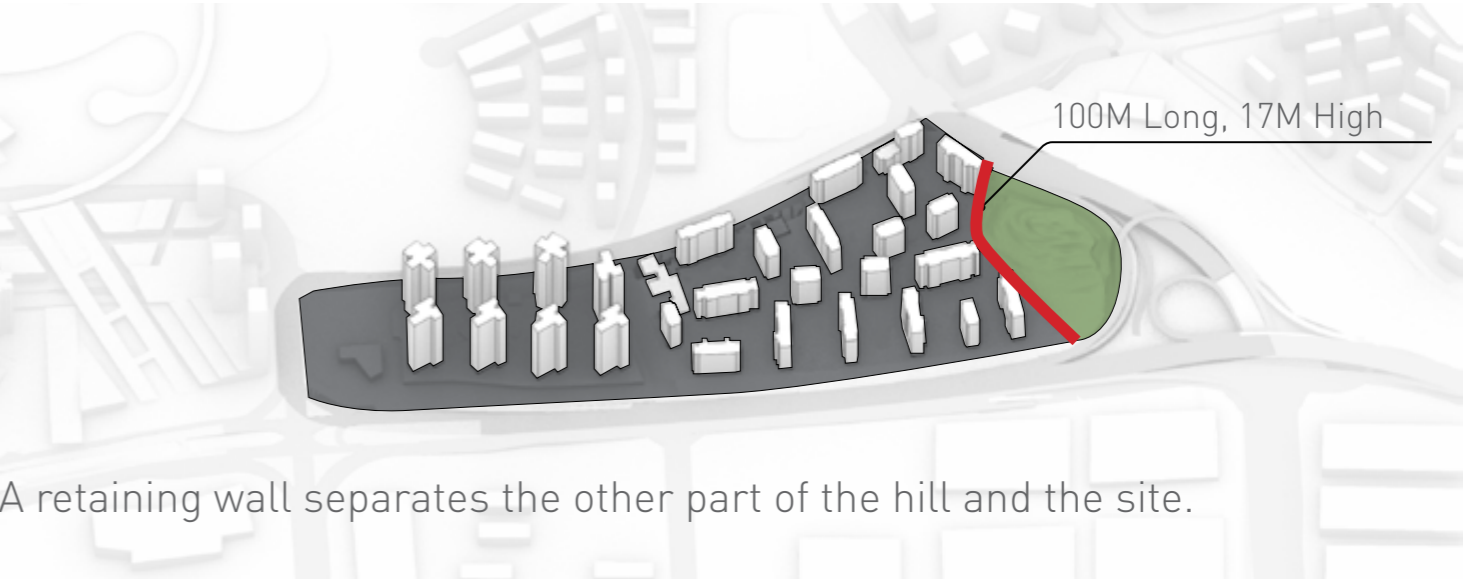 100M Long, 17M High
A retaining wall separates the other part of the hill and the site.